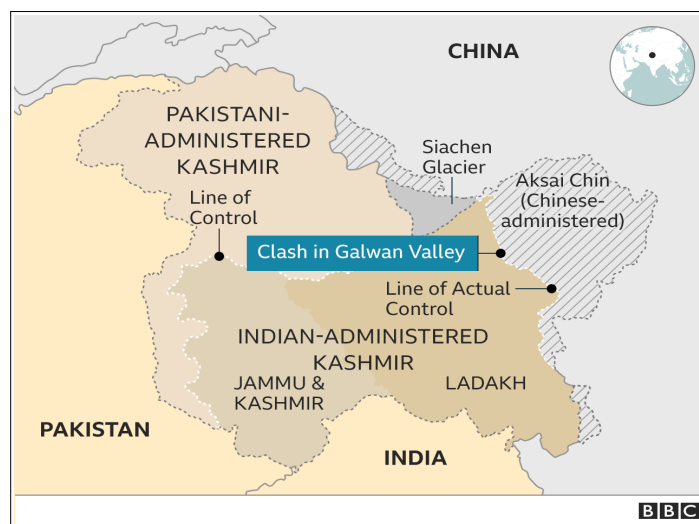 CHINA
PAKISTANI-
ADMINISTERED
KASHMIR
Siachen
Glacier
Aksai Chin
(Chinese-
administered)
Line of
Control
Clash in Galwan Valley
Line of Actual
Control
INDIAN-ADMINISTERED
KASHMIR
JAMMU &
KASHMIR
LADAKH
PAKISTAN
INDIA
BBC